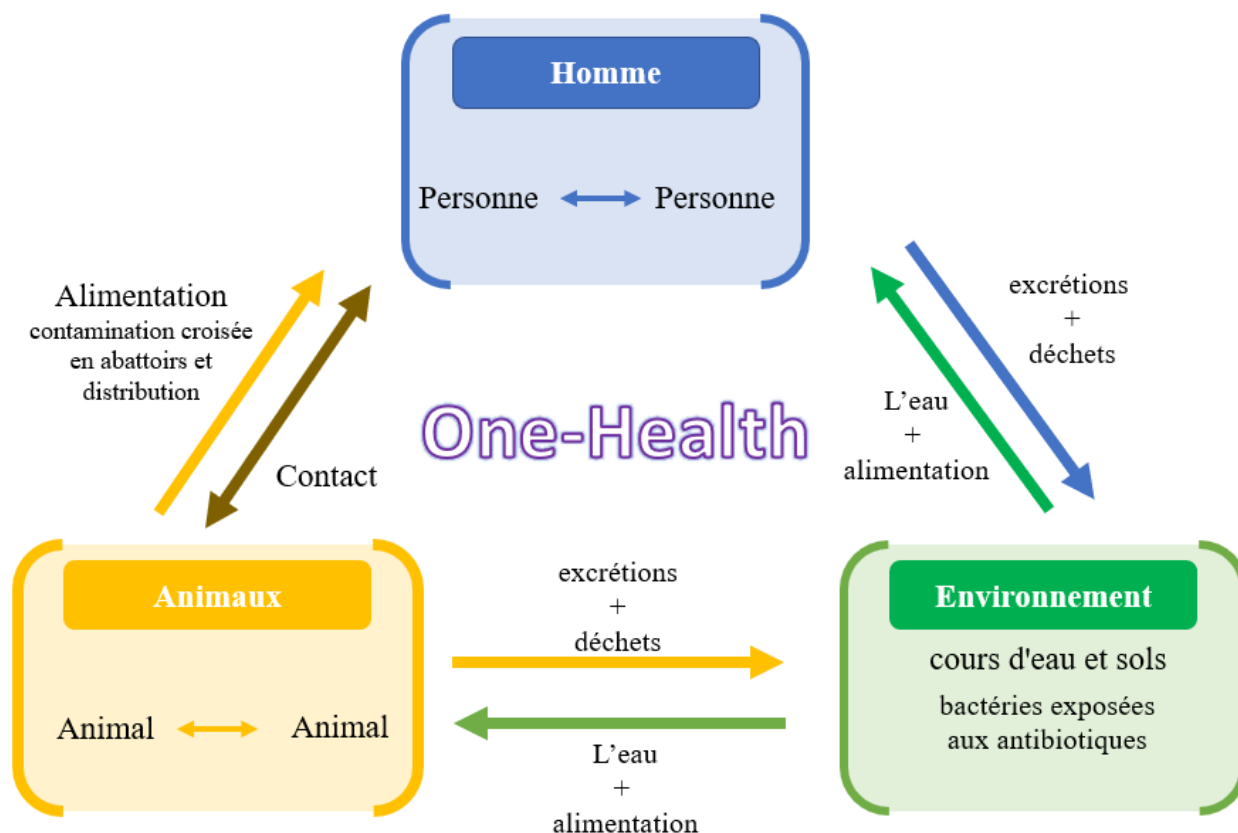 Homme
Personne Personne
Alimentation
contamination croisée
en abattoirs et
distribution
Contact
One-Health
excrétions
+
déchets
L’eau
+
alimentation
Animaux
Animal Animal
excrétions
+
déchets
L’eau
+
alimentation
Environnement
cours d'eau et sols
bactéries exposées
aux antibiotiques